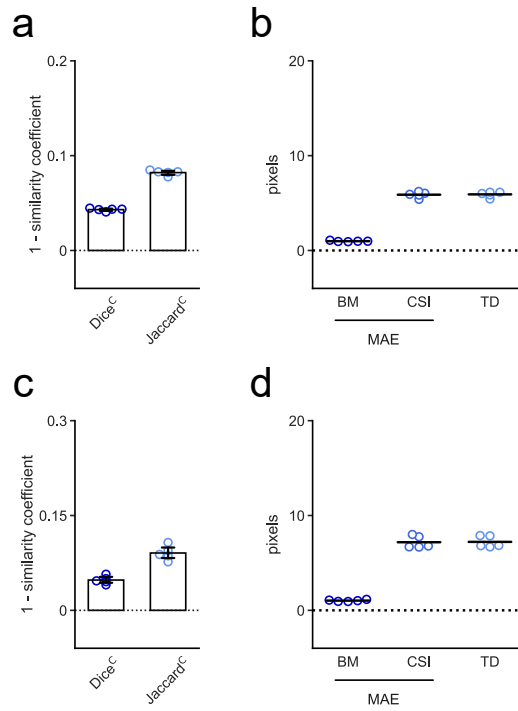 a
1 - similarity coefficient
0.2
0.1
0
Dice^C
Jaccard^C
b
pixels
20
10
0
BM
CSI
TD
MAE
c
1 - similarity coefficient
0.3
0.15
0
Dice^C
Jaccard^C
d
pixels
20
10
0
BM
CSI
TD
MAE